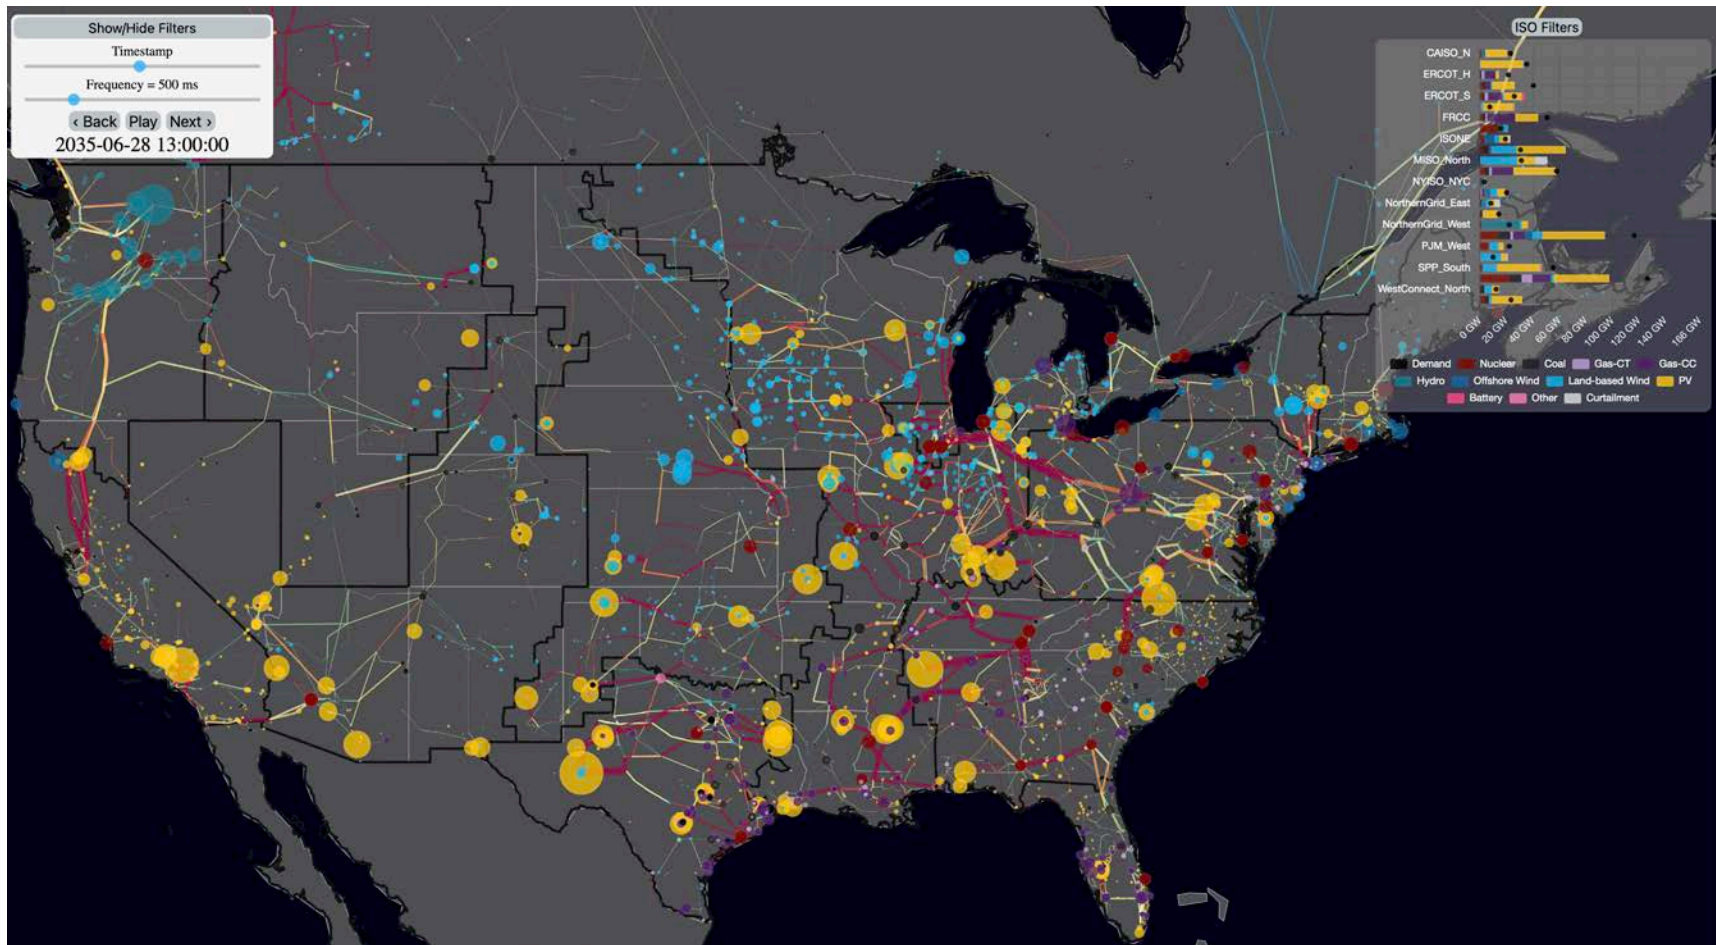 Show/Hide Filters
Timestamp
Frequency = 500 ms
‹ Back Play Next ›
2035-06-28 13:00:00
ISO Filters
CAISO_N
ERCOT_H
ERCOT_S
FRCC
ISONE
MISO_North
NYISO_NYC
NorthernGrid_East
NorthernGrid_West
PJM_West
SPP_South
WestConnect_North
0 GW 20 GW 40 GW 60 GW 80 GW 100 GW 120 GW 140 GW 166 GW
Demand Nuclear Coal Gas-CT Gas-CC
Hydro Offshore Wind Land-based Wind PV
Battery Other Curtailment